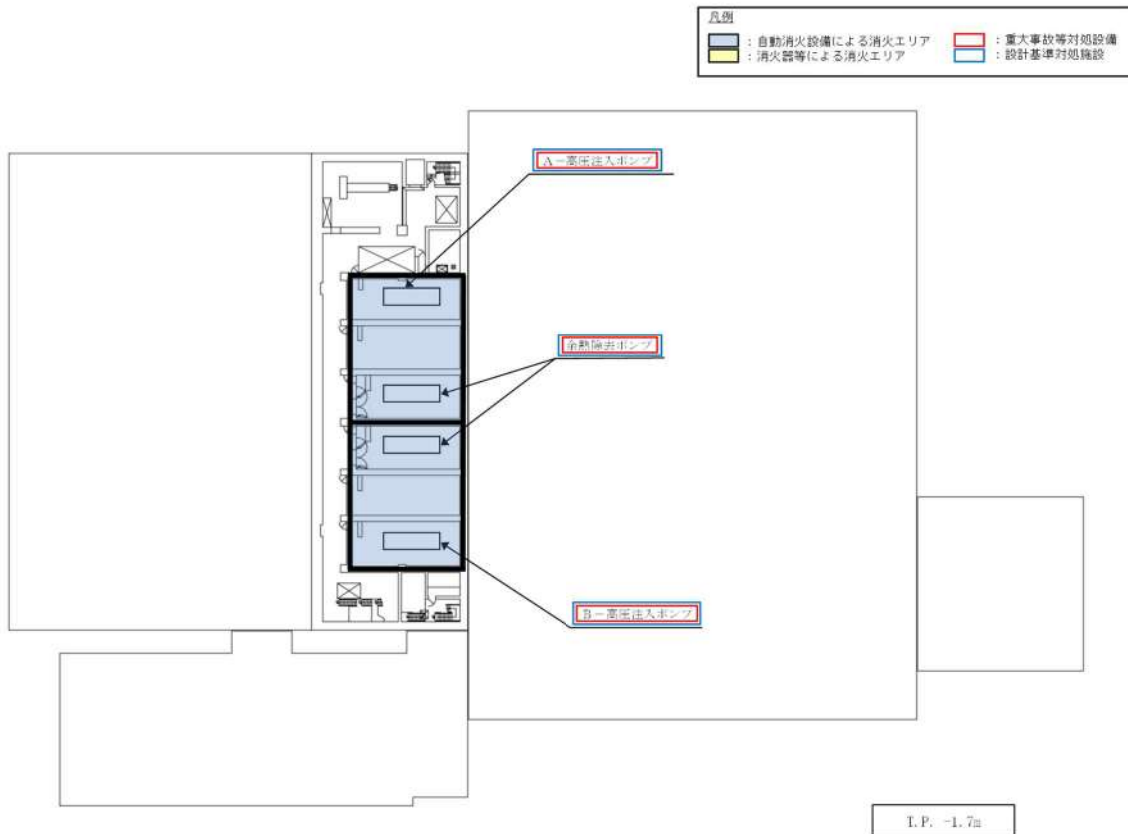 凡例
：自動消火設備による消火エリア
：重大事故等対処設備
：消火器等による消火エリア
：設計基準対処施設
A－高圧注入ポンプ
余熱除去ポンプ
B－高圧注入ポンプ
T.P. -1.7m